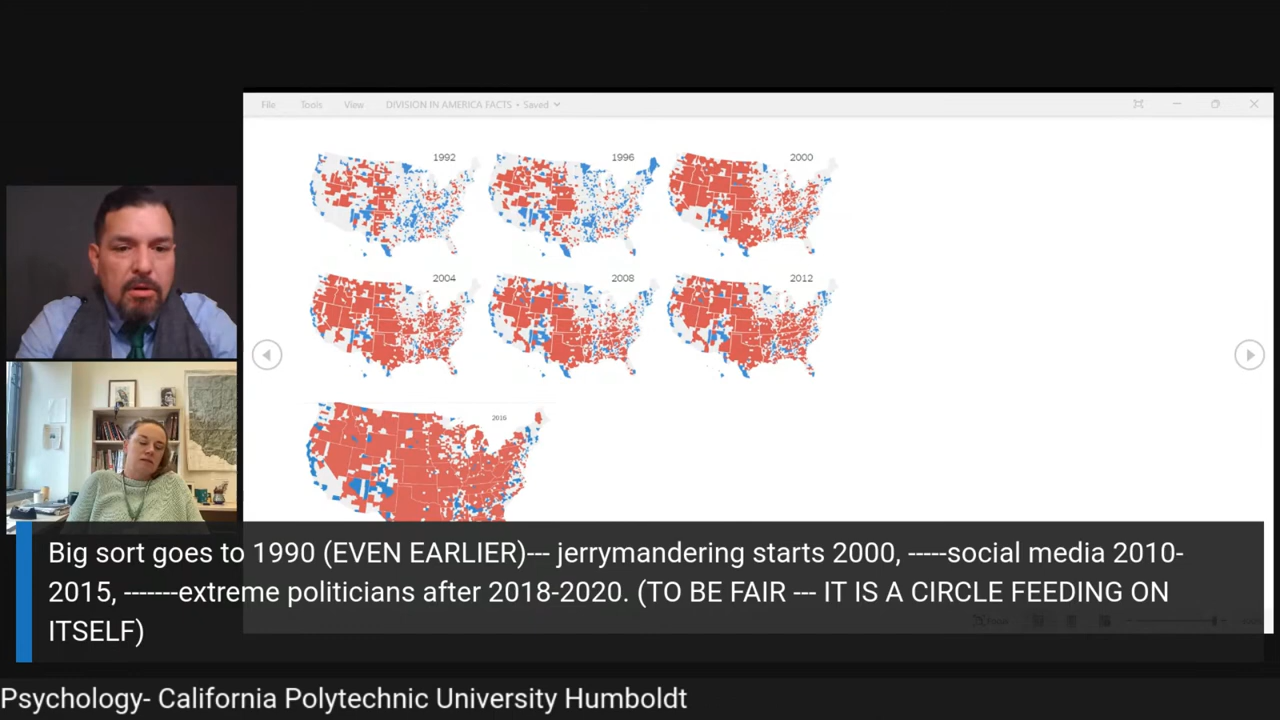 File Tools View DIVISION IN AMERICA FACTS • Saved
1992 1996 2000
2004 2008 2012
2016
Big sort goes to 1990 (EVEN EARLIER)--- jerrymandering starts 2000, -----social media 2010-
2015, -------extreme politicians after 2018-2020. (TO BE FAIR --- IT IS A CIRCLE FEEDING ON
ITSELF)
Focus
Psychology- California Polytechnic University Humboldt